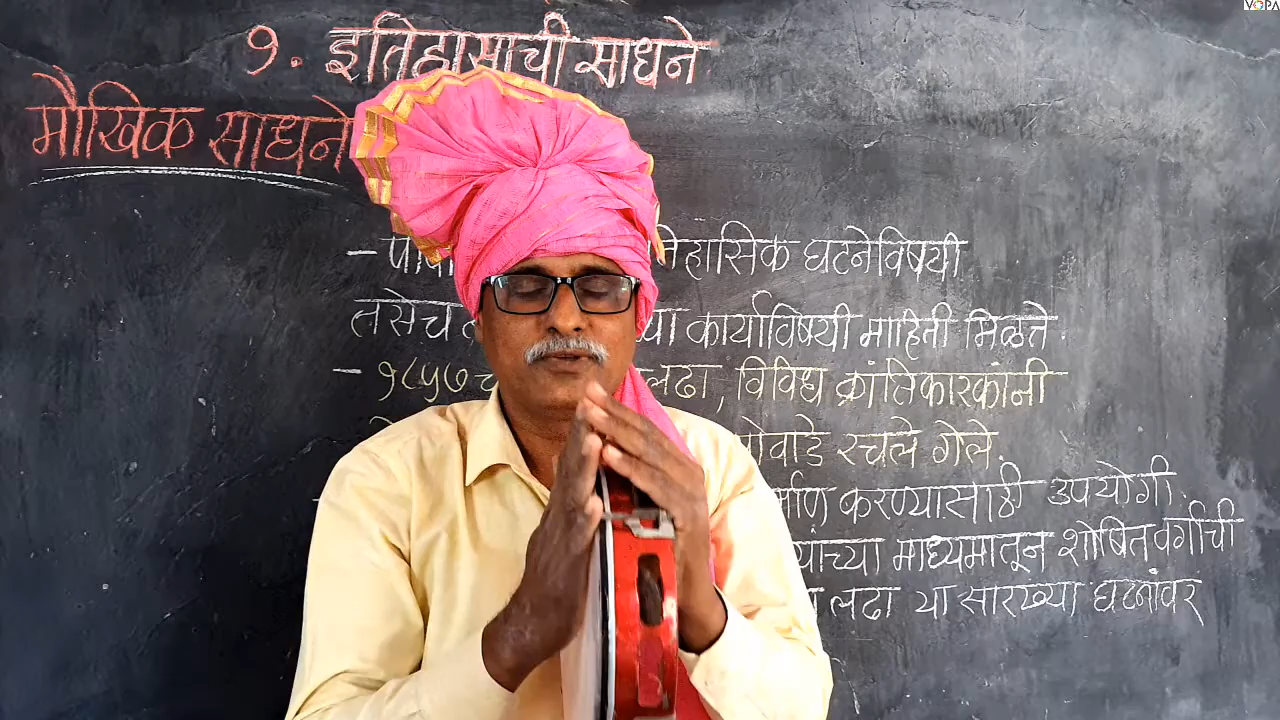 VOPA
१. इतिहासाची साधने
मौखिक साधने
घटनेविषयी
तसेच कार्याविषयी माहिती मिळते.
- १८५७ लढा, विविध क्रांतिकारकांनी
रचले गेले.
करण्यासाठी उपयोगी.
माध्यमातून शोषित वर्गाची
लढा या सारख्या घटनांवर